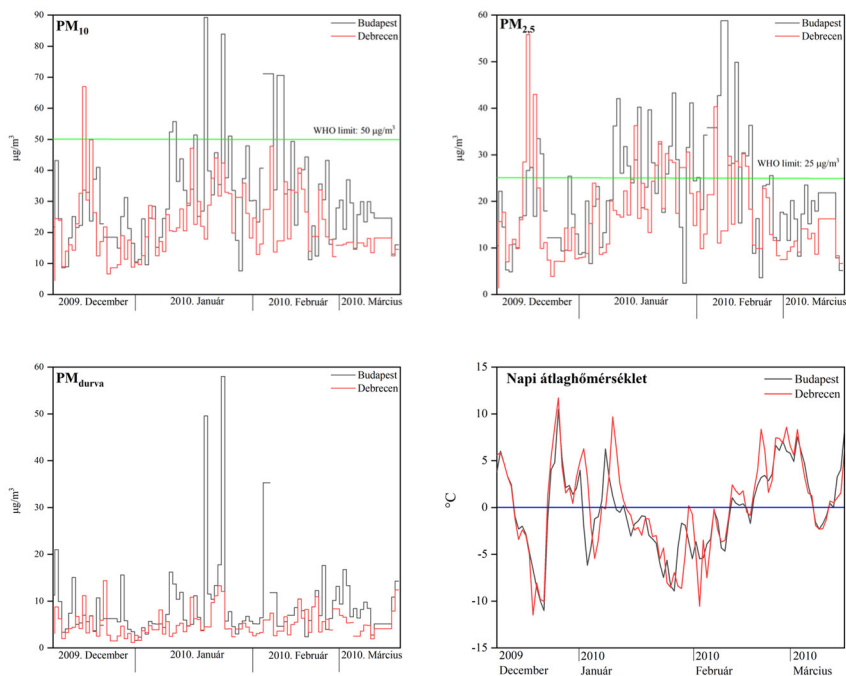 PM10
Budapest
Debrecen
WHO limit: 50 µg/m³
µg/m³
90
80
70
60
50
40
30
20
10
0
2009. December
2010. Január
2010. Február
2010. Március
PM2.5
Budapest
Debrecen
WHO limit: 25 µg/m³
µg/m³
60
50
40
30
20
10
0
2009. December
2010. Január
2010. Február
2010. Március
PMdurva
Budapest
Debrecen
µg/m³
60
50
40
30
20
10
0
2009. December
2010. Január
2010. Február
2010. Március
Napi átlaghőmérséklet
Budapest
Debrecen
°C
15
10
5
0
-5
-10
-15
2009 2010 2010 2010
December Január Február Március